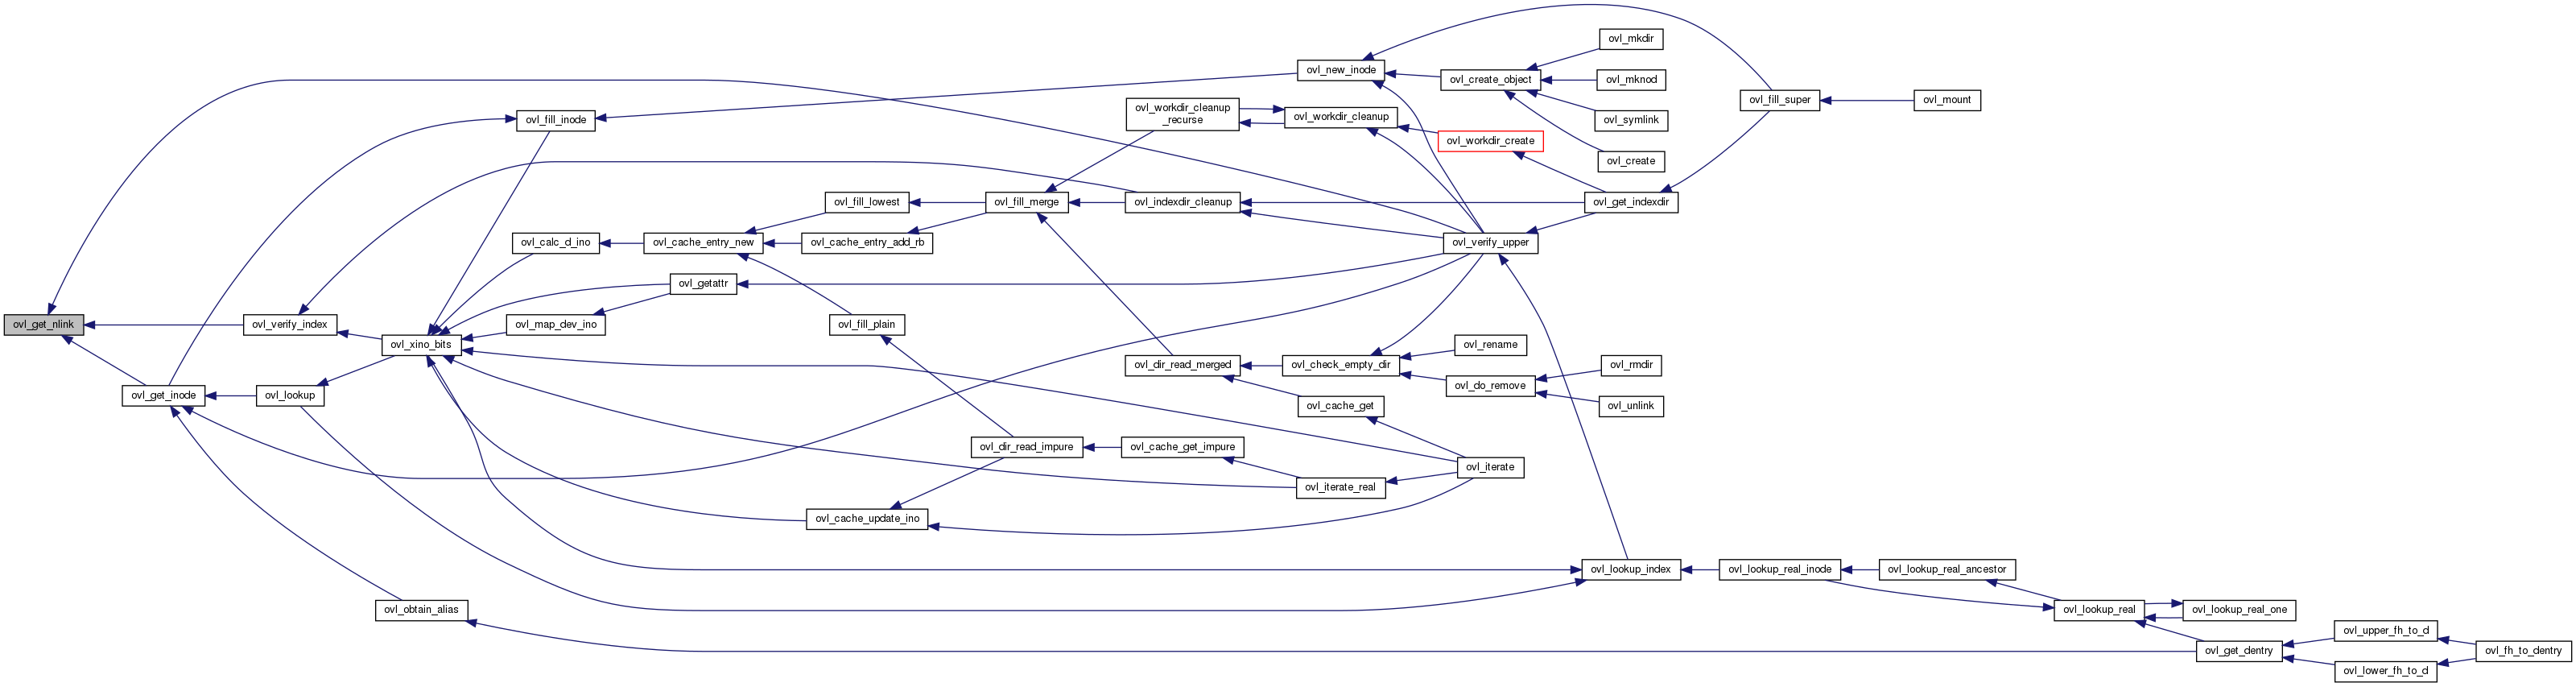 ovl_get_nlink
ovl_verify_index
ovl_get_inode
ovl_lookup
ovl_obtain_alias
ovl_xino_bits
ovl_fill_inode
ovl_calc_d_ino
ovl_map_dev_ino
ovl_cache_entry_new
ovl_getattr
ovl_fill_lowest
ovl_cache_entry_add_rb
ovl_fill_plain
ovl_cache_update_ino
ovl_fill_merge
ovl_dir_read_impure
ovl_workdir_cleanup
_recurse
ovl_indexdir_cleanup
ovl_dir_read_merged
ovl_cache_get_impure
ovl_new_inode
ovl_workdir_cleanup
ovl_check_empty_dir
ovl_cache_get
ovl_iterate_real
ovl_create_object
ovl_workdir_create
ovl_verify_upper
ovl_rename
ovl_do_remove
ovl_iterate
ovl_mkdir
ovl_mknod
ovl_symlink
ovl_create
ovl_get_indexdir
ovl_rmdir
ovl_unlink
ovl_lookup_index
ovl_fill_super
ovl_lookup_real_inode
ovl_mount
ovl_lookup_real_ancestor
ovl_lookup_real
ovl_lookup_real_one
ovl_get_dentry
ovl_upper_fh_to_d
ovl_lower_fh_to_d
ovl_fh_to_dentry